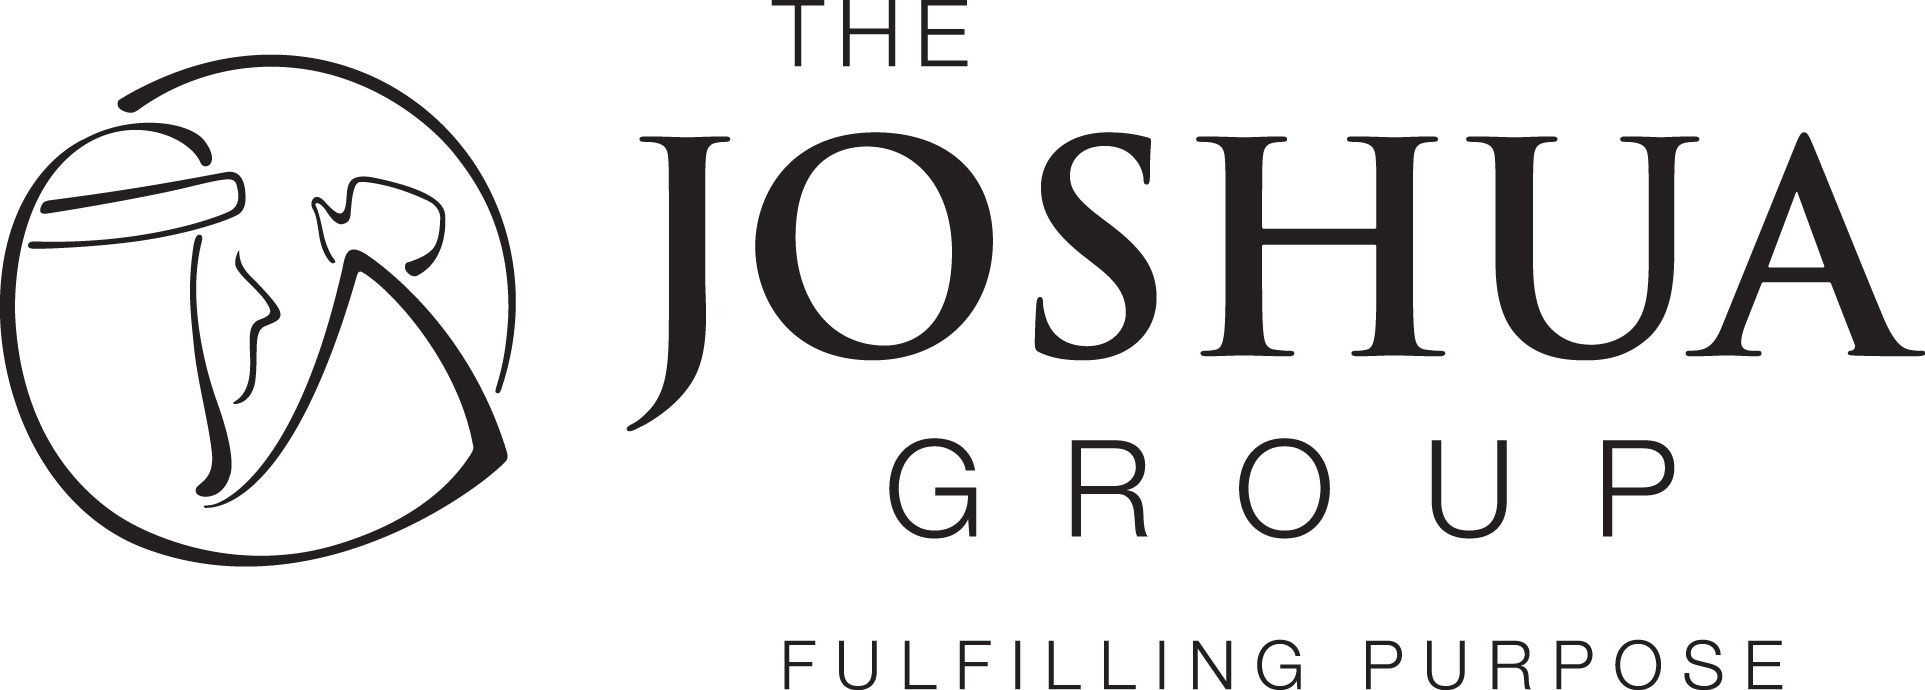 THE
JOSHUA
GROUP
FULFILLING PURPOSE